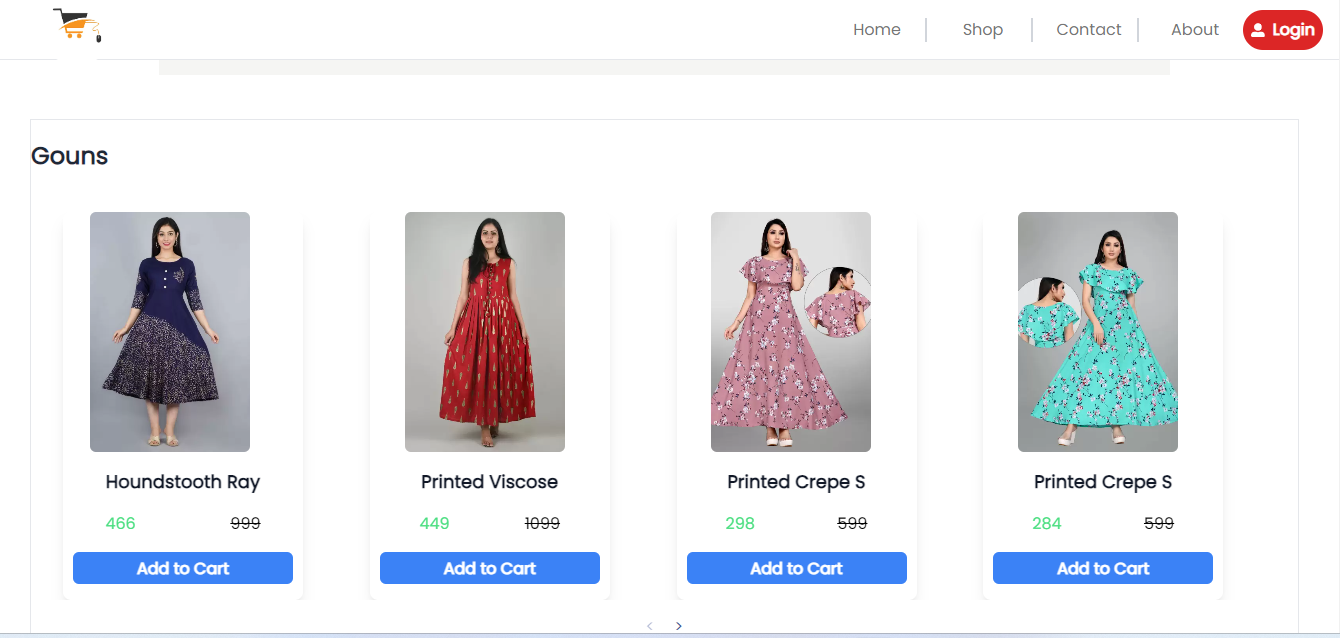 Home Shop Contact About Login
Gouns
Houndstooth Ray Printed Viscose Printed Crepe S Printed Crepe S
466 999 449 1099 298 599 284 599
Add to Cart Add to Cart Add to Cart Add to Cart